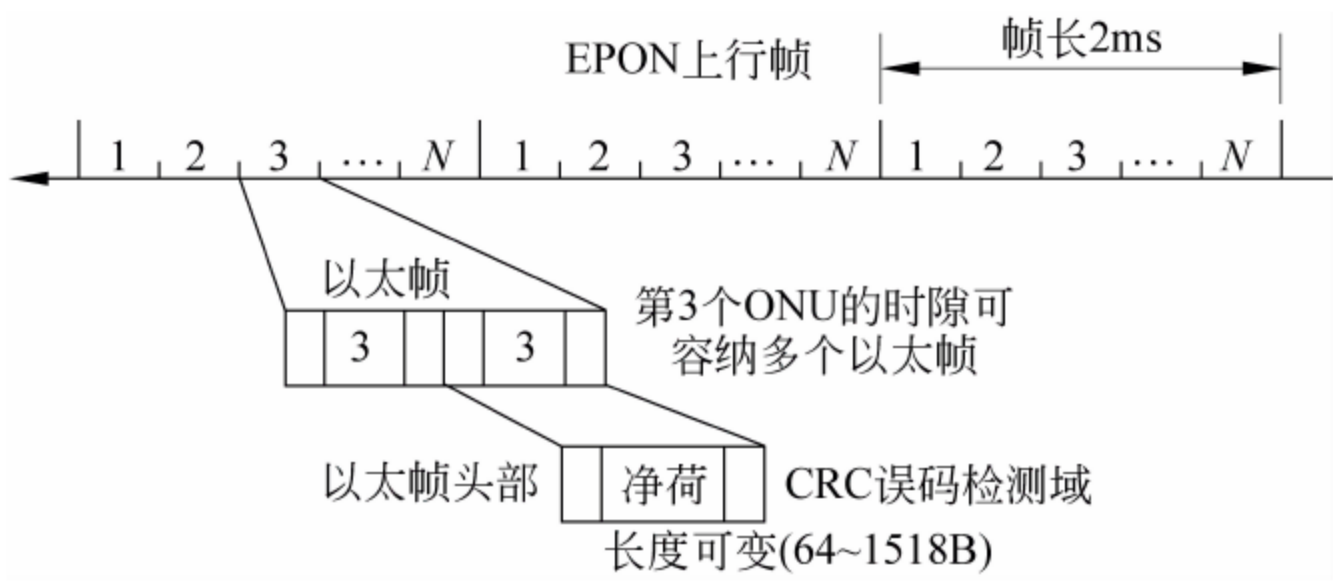 EPON上行帧
帧长2ms
1 2 3 … N 1 2 3 … N 1 2 3 … N
以太帧
3 3
第3个ONU的时隙可
容纳多个以太帧
以太帧头部
净荷
CRC误码检测域
长度可变(64~1518B)